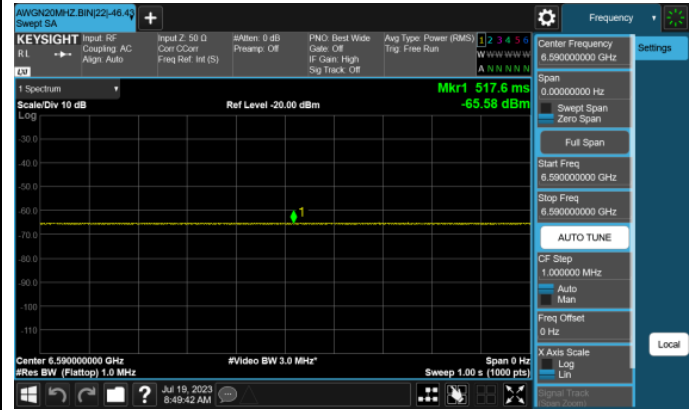 AWGN20MHZ.BIN|22|-46.43
Swept SA
Frequency
KEYSIGHT
RL
Input: RF
Coupling: AC
Align: Auto
Input Z: 50 Ω
Corr CCorr
Freq Ref: Int (S)
#Atten: 0 dB
Preamp: Off
PNO: Best Wide
Gate: Off
IF Gain: High
Sig Track: Off
Avg Type: Power (RMS)
Trig: Free Run
1 2 3 4 5 6
W W W W W W
A N N N N N
LXI
1 Spectrum
Scale/Div 10 dB
Ref Level -20.00 dBm
Mkr1 517.6 ms
-65.58 dBm
Log
-30.0
-40.0
-50.0
-60.0
-70.0
-80.0
-90.0
-100
-110
1
Center 6.590000000 GHz
#Res BW (Flattop) 1.0 MHz
#Video BW 3.0 MHz*
Span 0 Hz
Sweep 1.00 s (1000 pts)
Jul 19, 2023
8:49:42 AM
?
Center Frequency
6.590000000 GHz
Span
0.00000000 Hz
Swept Span
Zero Span
Full Span
Start Freq
6.590000000 GHz
Stop Freq
6.590000000 GHz
AUTO TUNE
CF Step
1.000000 MHz
Auto
Man
Freq Offset
0 Hz
X Axis Scale
Log
Lin
Signal Track
(Span Zoom)
Settings
Local